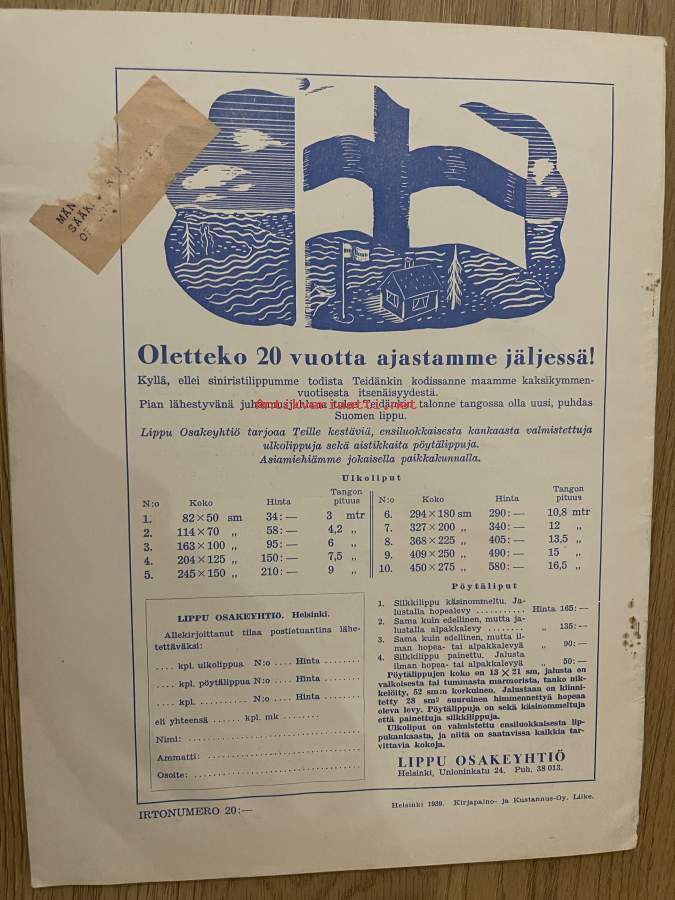 MÄN
Oletteko 20 vuotta ajastamme jäljessä!
Kyllä, ellei siniristilippumme todista Teidänkin kodissanne maamme kaksikymmen-
vuotisesta itsenäisyydestä.
Pian lähestyvänä talonne tangossa olla uusi, puhdas
Suomen lippu.
Lippu Osakeyhtiö tarjoaa Teille kestäviä, ensiluokkaisesta kankaasta valmistettuja
ulkolippuja sekä aistikkaita pöytälippuja.
Asiamiehiämme jokaisella paikkakunnalla.
Ulkoliput
N:o Koko Hinta Tangon pituus
1. 82×50 sm 34:— 3 mtr
2. 114×70 „ 58:— 4,2 „
3. 163×100 „ 95:— 6 „
4. 204×125 „ 150:— 7,5 „
5. 245×150 „ 210:— 9 „
N:o Koko Hinta Tangon pituus
6. 294×180 sm 290:— 10,8 mtr
7. 327×200 „ 340:— 12 „
8. 368×225 „ 405:— 13,5 „
9. 409×250 „ 490:— 15 „
10. 450×275 „ 580:— 16,5 „
LIPPU OSAKEYHTIÖ. Helsinki.
Allekirjoittanut tilaa postietuantina lähe-
tettäväksi:
.... kpl. ulkolippua N:o .... Hinta ........
.... kpl. pöytälippua N:o .... Hinta ........
.... kpl. .......... N:o .... Hinta ........
eli yhteensä ...... kpl. mk ........
Nimi: ........
Ammatti: ........
Osoite: ........
Pöytäliput
1. Silkkilippu käsinommeltu. Ja-
lustalla hopealevy ........... Hinta 165:—
2. Sama kuin edellinen, mutta ja-
lustalla alpakkalevy ........ „ 135:—
3. Sama kuin edellinen, mutta il-
man hopea- tai alpakkalevyä „ 90:—
4. Silkkilippu painettu. Jalusta
ilman hopea- tai alpakkalevyä „ 50:—
Pöytälippujen koko on 13 × 21 sm, jalusta on
valkoisesta tai tummasta marmorista, tanko nik-
kelöity, 52 sm:n korkuinen. Jalustaan on kiinni-
tetty 28 sm² suuruinen himmennettyä hopeaa
oleva levy. Pöytälippuja on sekä käsinommeltuja
että painettuja silkkilippuja.
Ulkoliput on valmistettu ensiluokkaisesta lip-
pukankaasta, ja niitä on saatavissa kaikkia tar-
vittavia kokoja.
LIPPU OSAKEYHTIÖ
Helsinki, Unioninkatu 24. Puh. 38 013.
IRTONUMERO 20:—
Helsinki 1938. Kirjapaino- ja Kustannus-Oy. Liike.